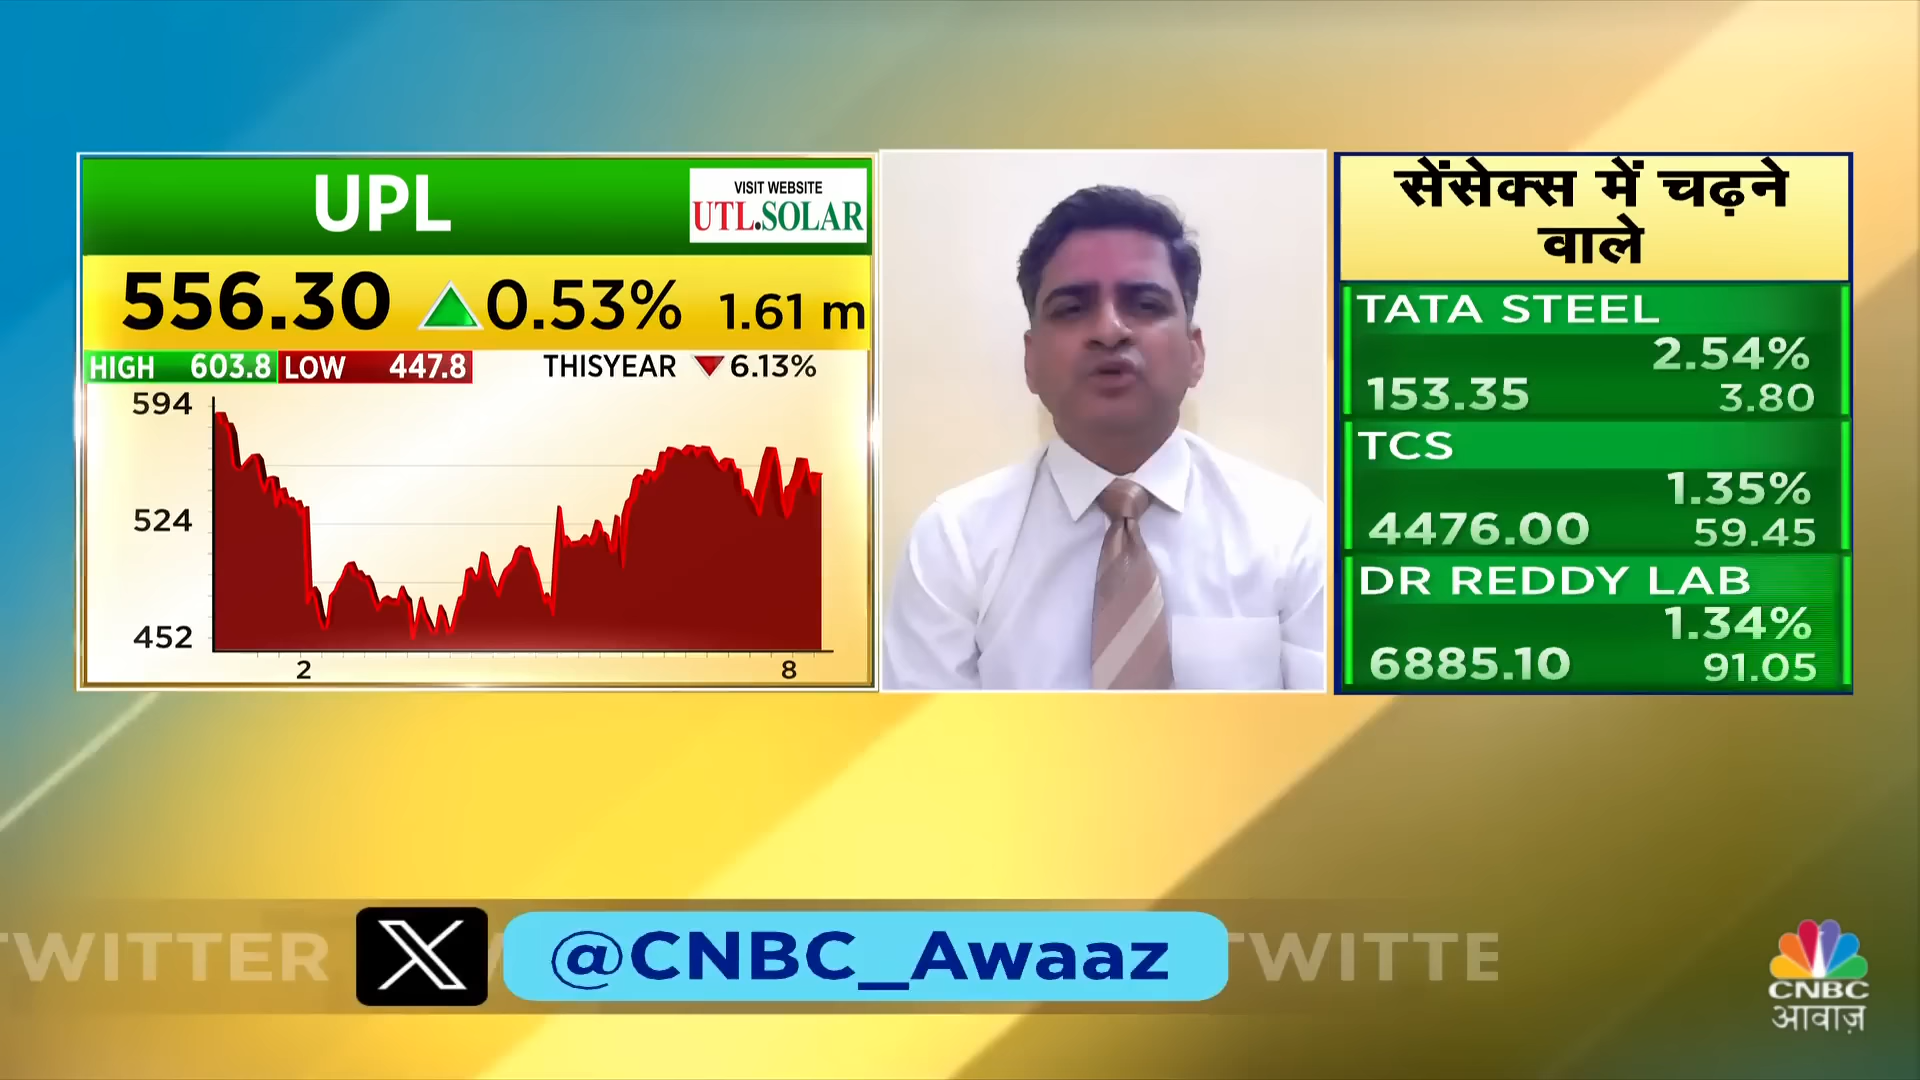 UPL
VISIT WEBSITE
UTL.SOLAR
556.30 0.53% 1.61 m
HIGH 603.8 LOW 447.8 THISYEAR 6.13%
594
524
452
2 8
सेंसेक्स में चढ़ने
वाले
TATA STEEL
2.54%
153.35 3.80
TCS
1.35%
4476.00 59.45
DR REDDY LAB
1.34%
6885.10 91.05
TWITTER @CNBC_Awaaz TWITTE
CNBC
आवाज़